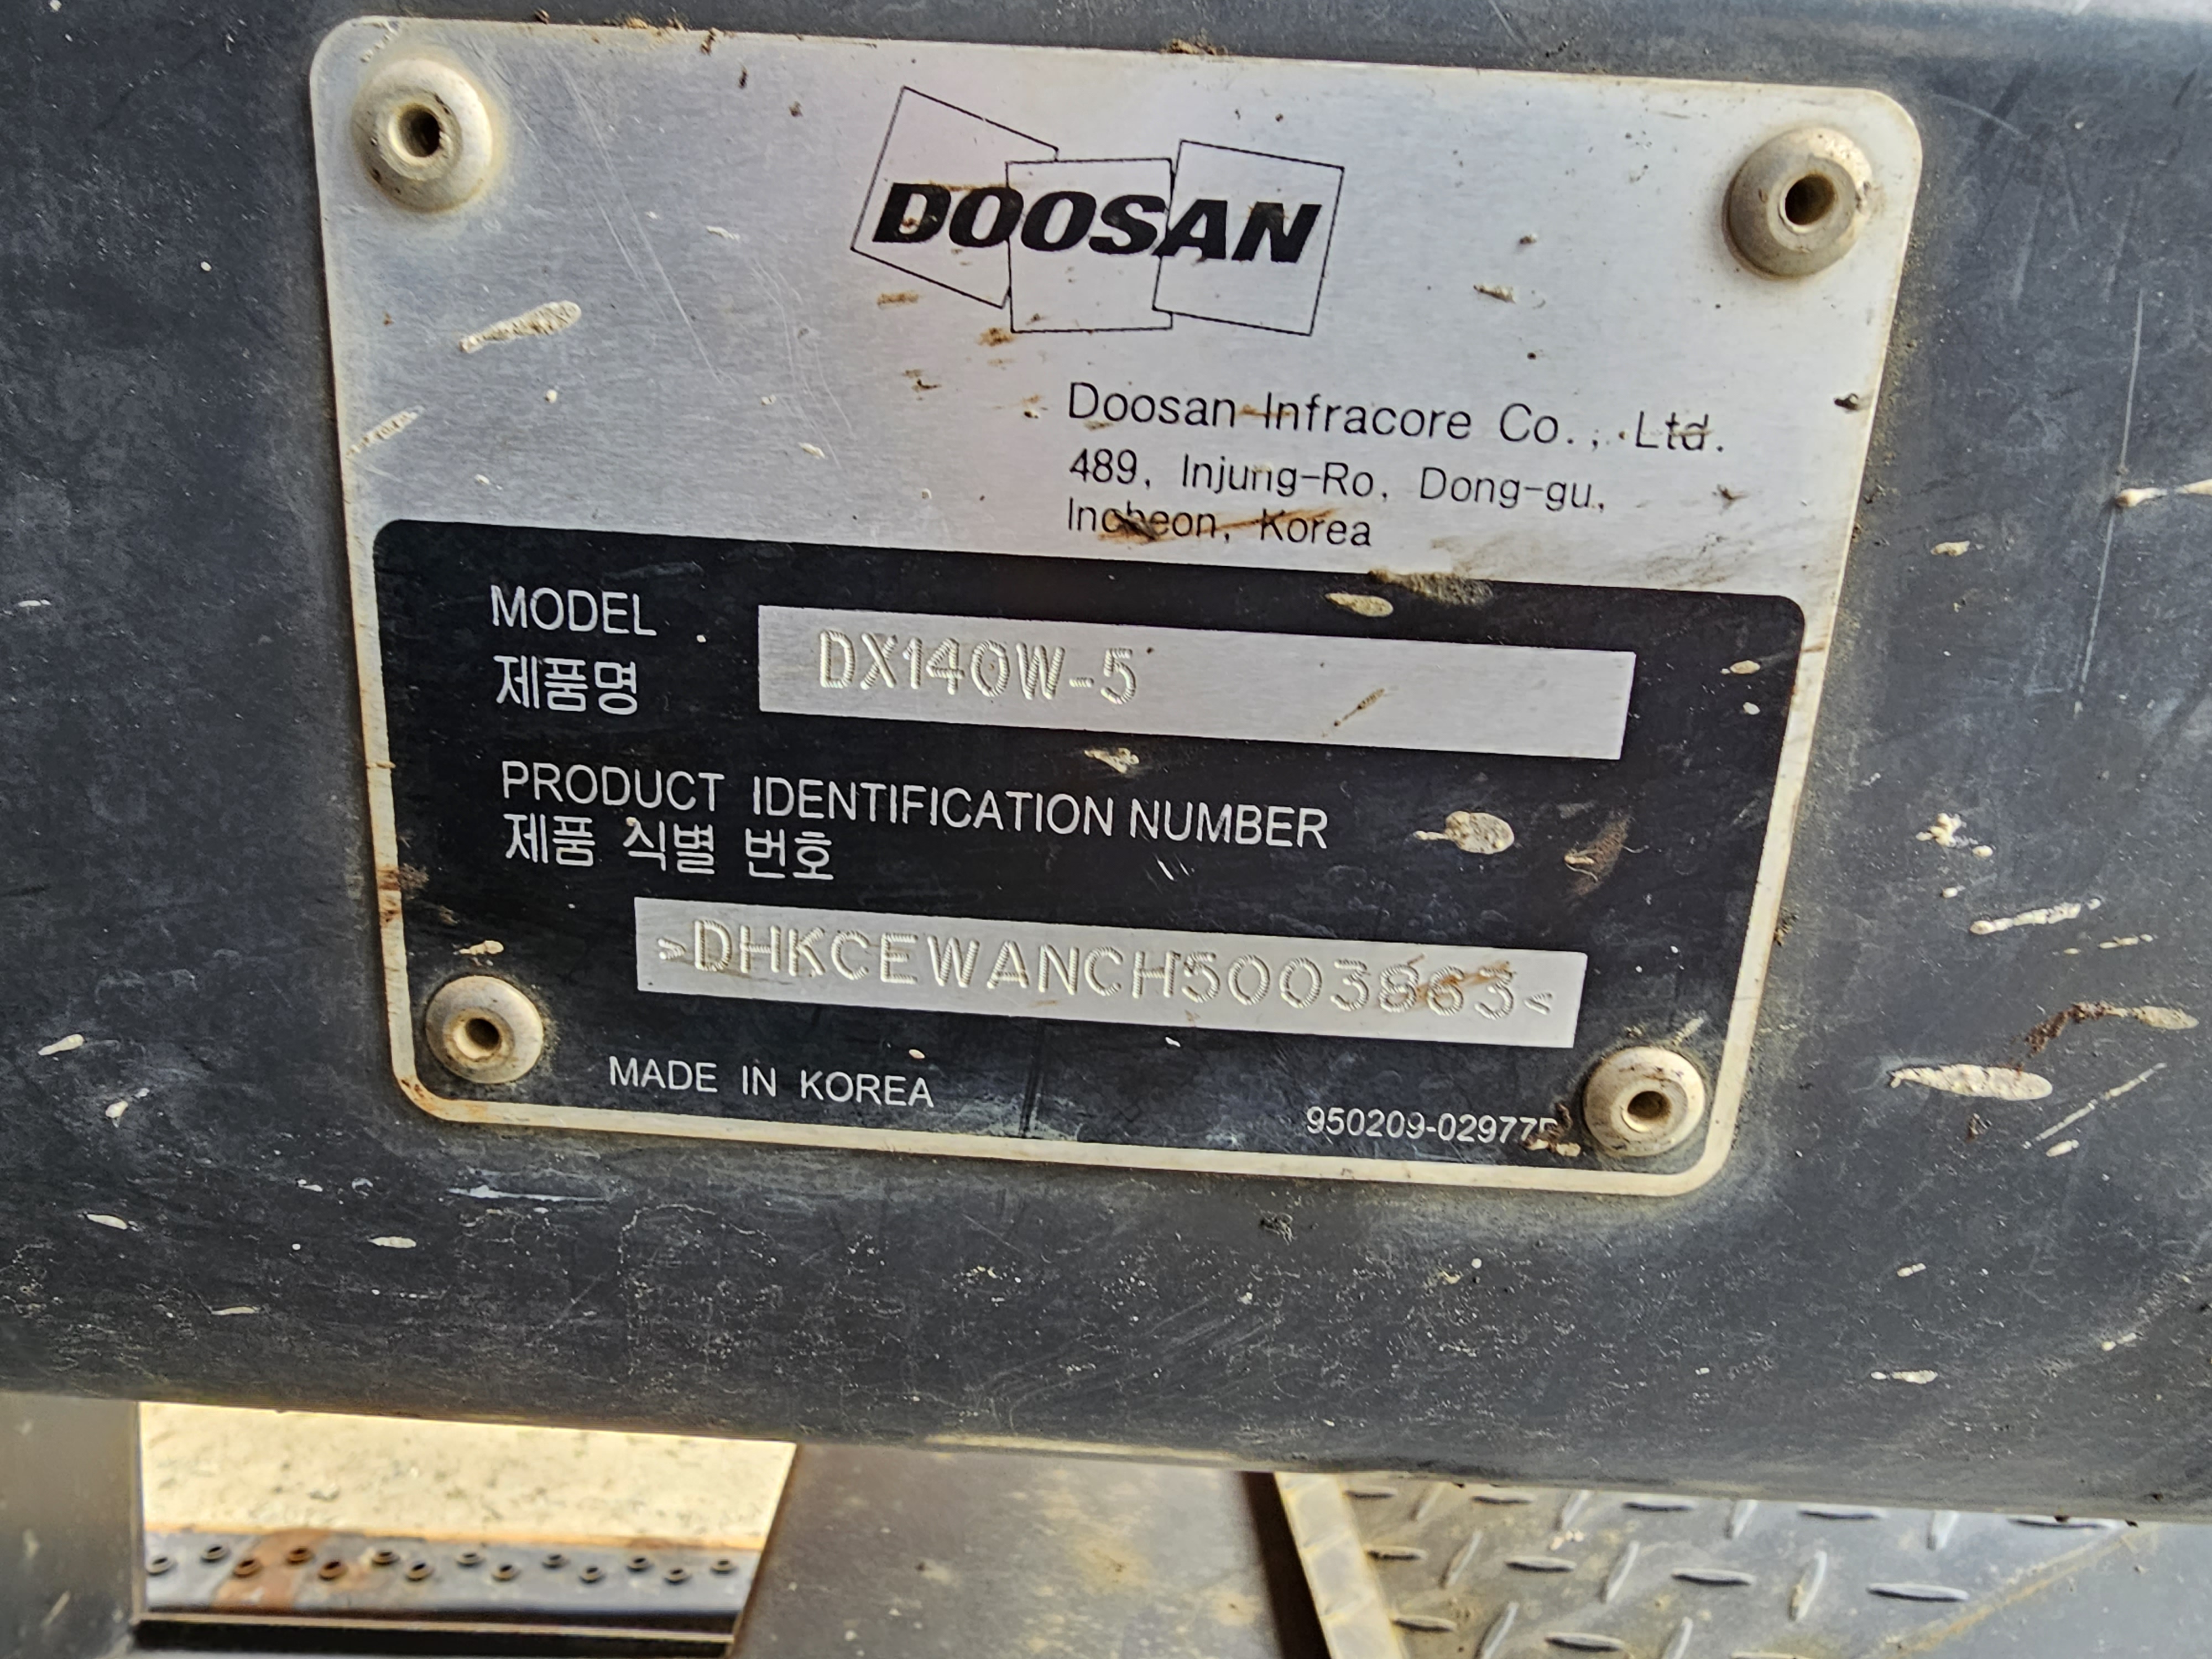 DOOSAN
Doosan Infracore Co., Ltd.
489, Injung-Ro, Dong-gu,
Incheon, Korea
MODEL
제품명
DX140W-5
PRODUCT IDENTIFICATION NUMBER
제품 식별 번호
MADE IN KOREA